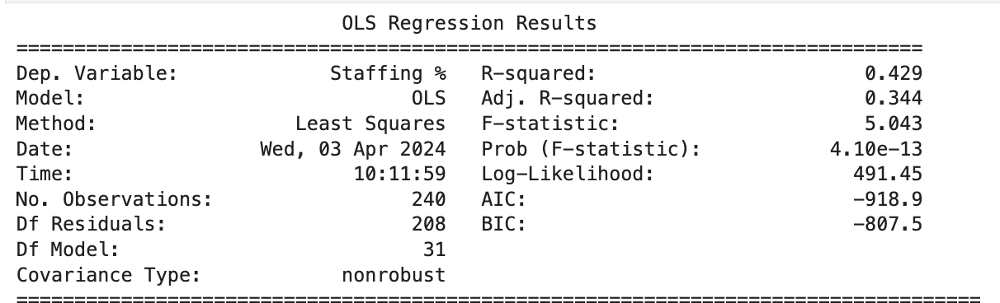 OLS Regression Results
==============================================================================
Dep. Variable: Staffing % R-squared: 0.429
Model: OLS Adj. R-squared: 0.344
Method: Least Squares F-statistic: 5.043
Date: Wed, 03 Apr 2024 Prob (F-statistic): 4.10e-13
Time: 10:11:59 Log-Likelihood: 491.45
No. Observations: 240 AIC: -918.9
Df Residuals: 208 BIC: -807.5
Df Model: 31
Covariance Type: nonrobust
===================================================================================